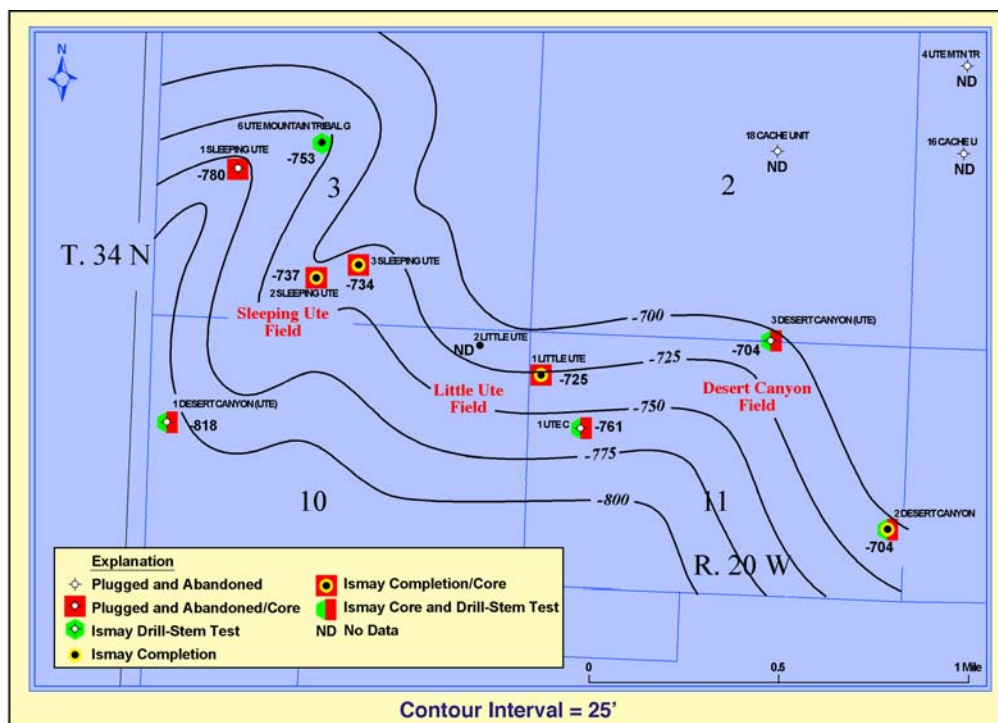 N
4 UTE MTN TR
ND
6 UTE MOUNTAIN TRIBAL G
-753
18 CACHE UNIT
ND
16 CACHE U
ND
1 SLEEPING UTE
-780
3
2
T. 34 N
3 SLEEPING UTE
-734
-737
2 SLEEPING UTE
Sleeping Ute
Field
-700
3 DESERT CANYON (UTE)
-704
2 LITTLE UTE
ND
-725
1 LITTLE UTE
-725
Little Ute
Field
Desert Canyon
Field
1 DESERT CANYON (UTE)
-818
-750
1 UTE C
-761
-775
10
-800
11
2 DESERT CANYON
-704
R. 20 W
Explanation
Plugged and Abandoned
Plugged and Abandoned/Core
Ismay Drill-Stem Test
Ismay Completion
Ismay Completion/Core
Ismay Core and Drill-Stem Test
ND No Data
0 0.5 1 Mile
Contour Interval = 25'